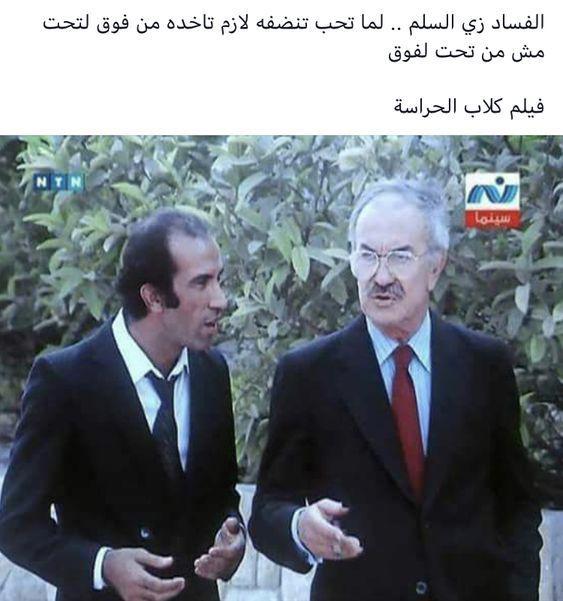 الفساد زي السلم .. لما تحب تنضفه لازم تاخده من فوق لتحت
مش من تحت لفوق
فيلم كلاب الحراسة
NTN
سينما